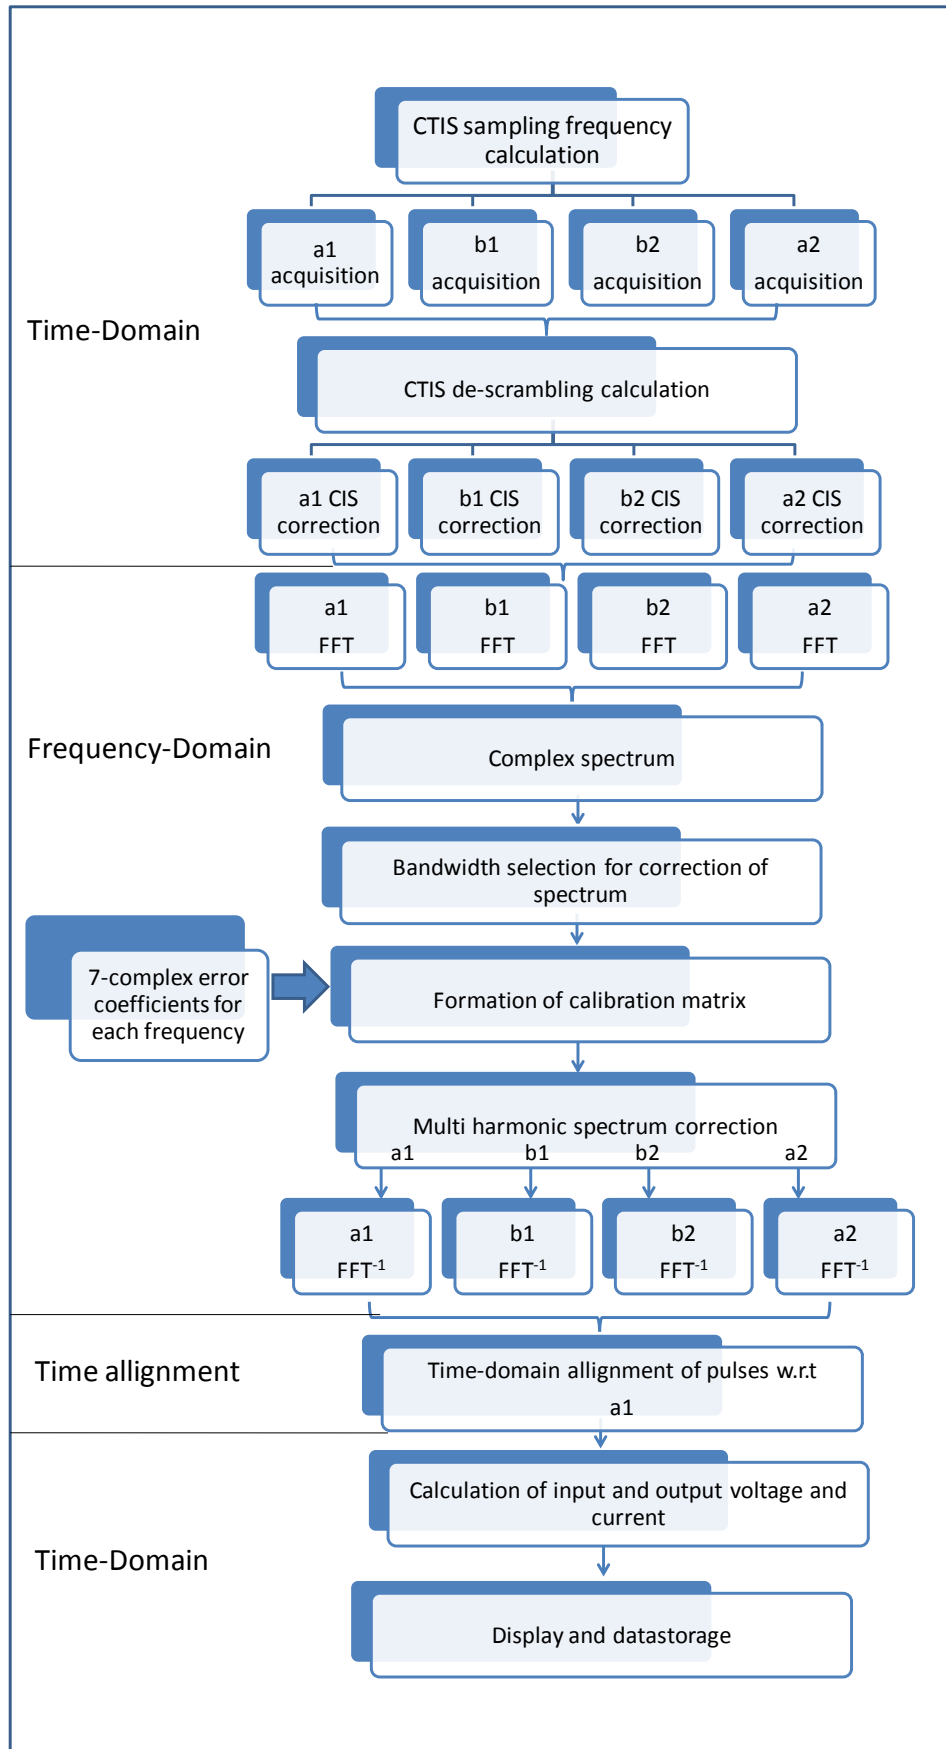 CTIS sampling frequency
calculation
a1
acquisition
b1
acquisition
b2
acquisition
a2
acquisition
Time-Domain
CTIS de-scrambling calculation
a1 CIS
correction
b1 CIS
correction
b2 CIS
correction
a2 CIS
correction
a1
FFT
b1
FFT
b2
FFT
a2
FFT
Frequency-Domain
Complex spectrum
Bandwidth selection for correction of
spectrum
7-complex error
coefficients for
each frequency
Formation of calibration matrix
Multi harmonic spectrum correction
a1 b1 b2 a2
a1
FFT⁻¹
b1
FFT⁻¹
b2
FFT⁻¹
a2
FFT⁻¹
Time allignment
Time-domain allignment of pulses w.r.t
a1
Calculation of input and output voltage and
current
Time-Domain
Display and datastorage